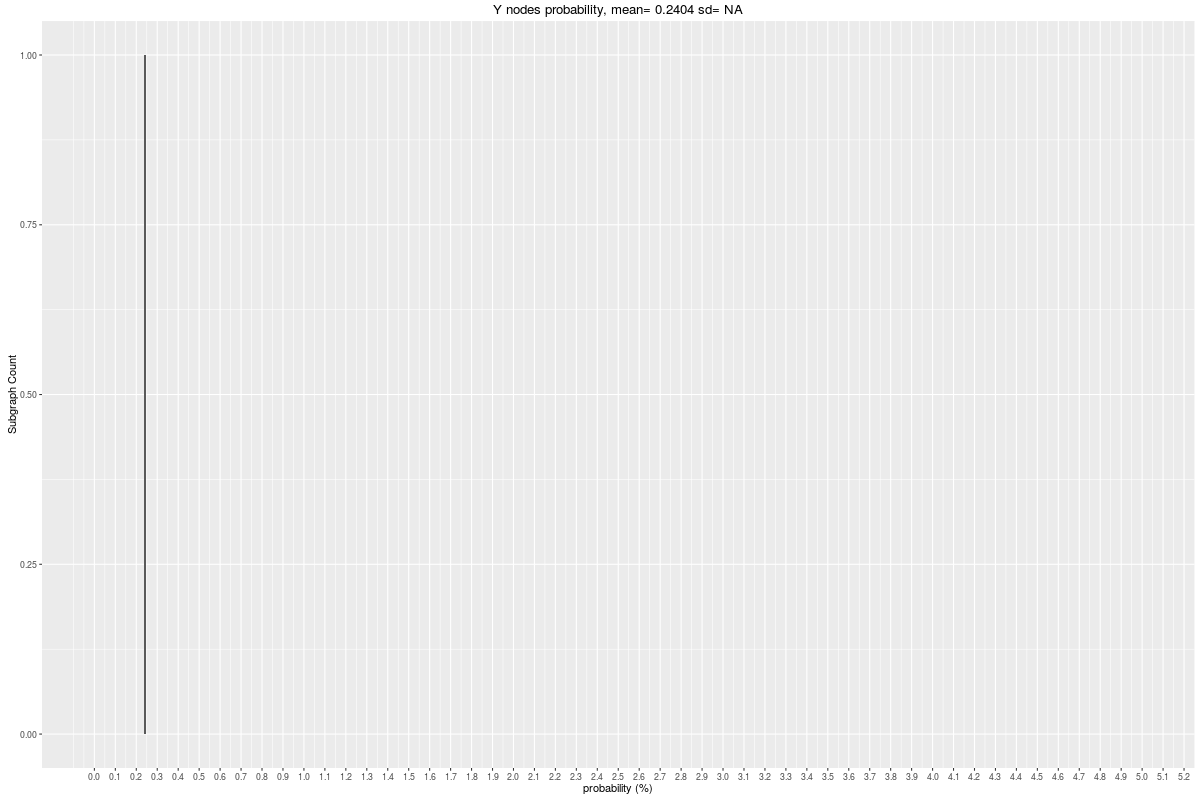 Y nodes probability, mean= 0.2404 sd= NA
1.00
0.75
0.50
0.25
0.00
Subgraph Count
0.0 0.1 0.2 0.3 0.4 0.5 0.6 0.7 0.8 0.9 1.0 1.1 1.2 1.3 1.4 1.5 1.6 1.7 1.8 1.9 2.0 2.1 2.2 2.3 2.4 2.5 2.6 2.7 2.8 2.9 3.0 3.1 3.2 3.3 3.4 3.5 3.6 3.7 3.8 3.9 4.0 4.1 4.2 4.3 4.4 4.5 4.6 4.7 4.8 4.9 5.0 5.1 5.2
probability (%)